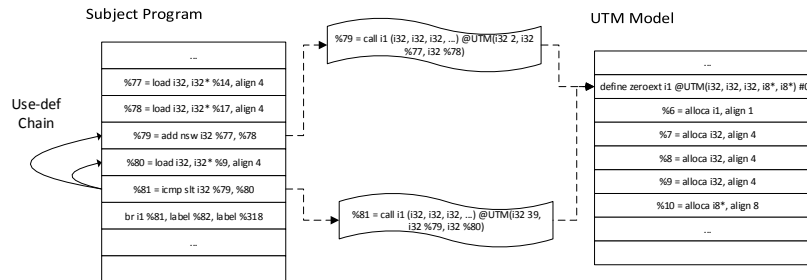 Subject Program
UTM Model
Use-def
Chain
...
%77 = load i32, i32* %14, align 4
%78 = load i32, i32* %17, align 4
%79 = add nsw i32 %77, %78
%80 = load i32, i32* %9, align 4
%81 = icmp slt i32 %79, %80
br i1 %81, label %82, label %318
...
%79 = call i1 (i32, i32, i32, ...) @UTM(i32 2, i32
%77, i32 %78)
%81 = call i1 (i32, i32, i32, ...) @UTM(i32 39,
i32 %79, i32 %80)
...
define zeroext i1 @UTM(i32, i32, i32, i8*, i8*) #0
%6 = alloca i1, align 1
%7 = alloca i32, align 4
%8 = alloca i32, align 4
%9 = alloca i32, align 4
%10 = alloca i8*, align 8
...